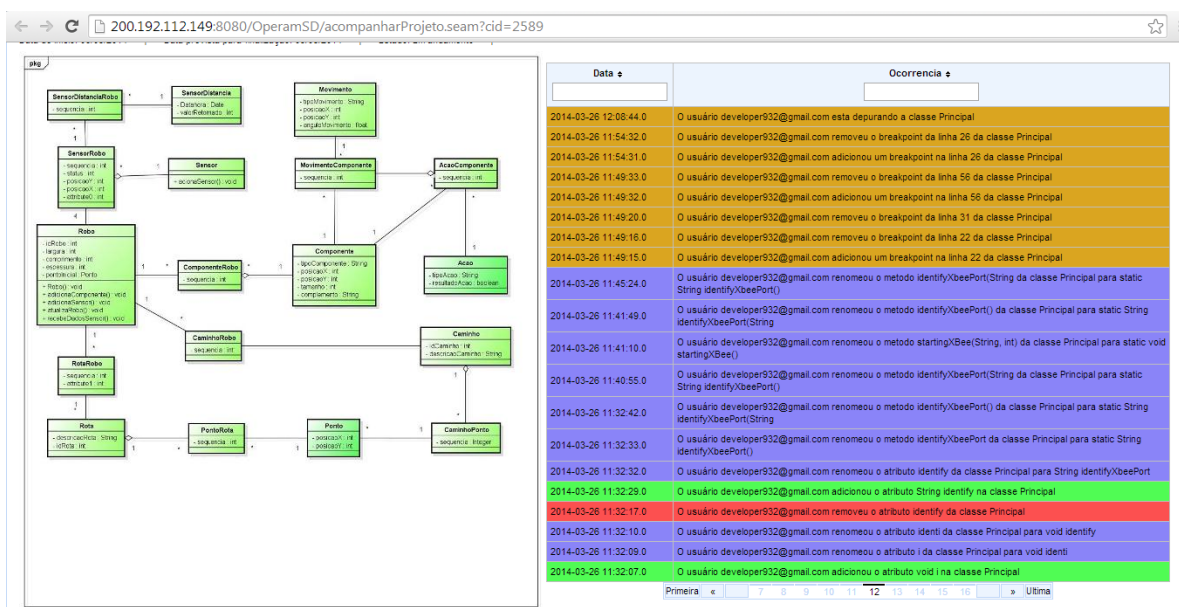 200.192.112.149:8080/OperamSD/acompanharProjeto.seam?cid=2589
pkg
SensorDistanciaRobo
- sequencia : int
SensorDistancia
- Datahora : Date
- valorRetornado : int
Movimento
- tipoMovimento : String
- posicaoX : int
- posicaoY : int
- anguloMovimento : float
SensorRobo
- sequencia : int
- status : int
- posicaoY : int
- posicaoX : int
- attribute0 : int
Sensor
+ acionaSensor() : void
MovimentoComponente
- sequencia : int
AcaoComponente
- sequencia : int
Robo
- idRobo : int
- largura : int
- comprimento : int
- espessura : int
- pontoInicial : Ponto
+ Robo() : void
+ adicionaComponente() : void
+ adicionaSensor() : void
+ atualizaRobo() : void
+ recebeDadosSensor() : void
ComponenteRobo
- sequencia : int
Componente
- tipoComponente : String
- posicaoX : int
- posicaoY : int
- tamanho : int
- complemento : String
Acao
- tipoAcao : String
- resultadoAcao : boolean
CaminhoRobo
- sequencia : int
Caminho
- idCaminho : int
- descricaoCaminho : String
RotaRobo
- sequencia : int
- attribute1 : int
Rota
- descricaoRota : String
- idRota : int
PontoRota
- sequencia : int
Ponto
- posicaoX : int
- posicaoY : int
CaminhoPonto
- sequencia : Integer
Data Ocorrencia
2014-03-26 12:08:44.0 O usuário developer932@gmail.com esta depurando a classe Principal
2014-03-26 11:54:32.0 O usuário developer932@gmail.com removeu o breakpoint da linha 26 da classe Principal
2014-03-26 11:54:31.0 O usuário developer932@gmail.com adicionou um breakpoint na linha 26 da classe Principal
2014-03-26 11:49:33.0 O usuário developer932@gmail.com removeu o breakpoint da linha 56 da classe Principal
2014-03-26 11:49:32.0 O usuário developer932@gmail.com adicionou um breakpoint na linha 56 da classe Principal
2014-03-26 11:49:20.0 O usuário developer932@gmail.com removeu o breakpoint da linha 31 da classe Principal
2014-03-26 11:49:16.0 O usuário developer932@gmail.com removeu o breakpoint da linha 22 da classe Principal
2014-03-26 11:49:15.0 O usuário developer932@gmail.com adicionou um breakpoint na linha 22 da classe Principal
2014-03-26 11:45:24.0 O usuário developer932@gmail.com renomeou o metodo identifyXbeePort(String da classe Principal para static
String identifyXbeePort()
2014-03-26 11:41:49.0 O usuário developer932@gmail.com renomeou o metodo identifyXbeePort() da classe Principal para static String
identifyXbeePort(String
2014-03-26 11:41:10.0 O usuário developer932@gmail.com renomeou o metodo startingXBee(String, int) da classe Principal para static void
startingXBee()
2014-03-26 11:40:55.0 O usuário developer932@gmail.com renomeou o metodo identifyXbeePort(String da classe Principal para static
String identifyXbeePort()
2014-03-26 11:32:42.0 O usuário developer932@gmail.com renomeou o metodo identifyXbeePort() da classe Principal para static String
identifyXbeePort(String
2014-03-26 11:32:33.0 O usuário developer932@gmail.com renomeou o metodo identifyXbeePort da classe Principal para static String
identifyXbeePort()
2014-03-26 11:32:32.0 O usuário developer932@gmail.com renomeou o atributo identify da classe Principal para String identifyXbeePort
2014-03-26 11:32:29.0 O usuário developer932@gmail.com adicionou o atributo String identify na classe Principal
2014-03-26 11:32:17.0 O usuário developer932@gmail.com removeu o atributo identify da classe Principal
2014-03-26 11:32:10.0 O usuário developer932@gmail.com renomeou o atributo identi da classe Principal para void identify
2014-03-26 11:32:09.0 O usuário developer932@gmail.com renomeou o atributo i da classe Principal para void identi
2014-03-26 11:32:07.0 O usuário developer932@gmail.com adicionou o atributo void i na classe Principal
Primeira « 7 8 9 10 11 12 13 14 15 16 » Ultima